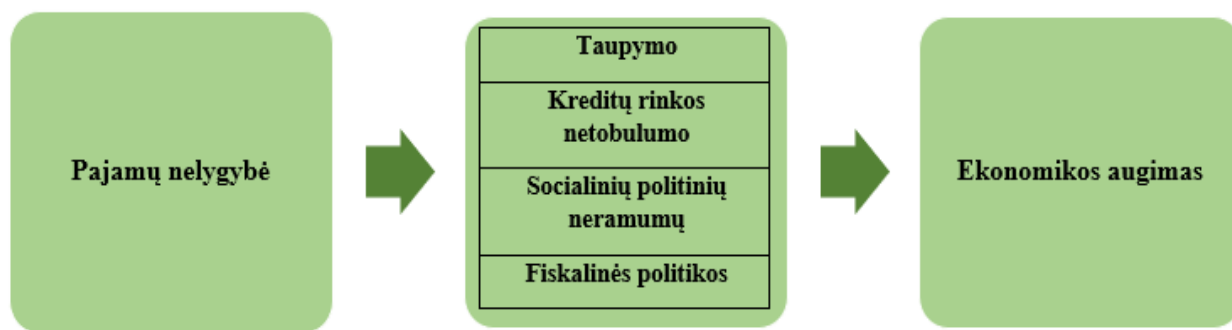 Pajamų nelygybė
Taupymo
Kreditų rinkos
netobulumo
Socialinių politinių
neramumų
Fiskalinės politikos
Ekonomikos augimas